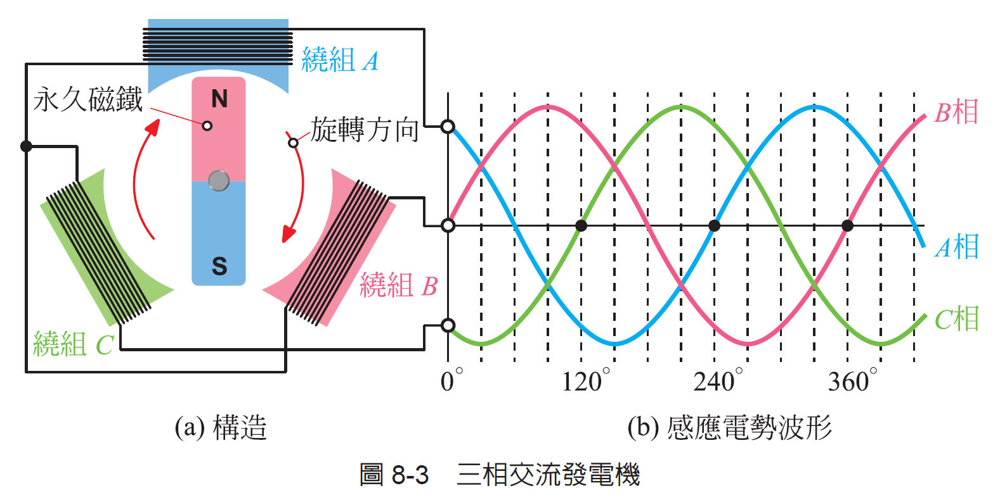 繞組 A
永久磁鐵
N
旋轉方向
S
繞組 B
繞組 C
B相
A相
C相
0°
120°
240°
360°
(a) 構造
(b) 感應電勢波形
圖 8-3 三相交流發電機